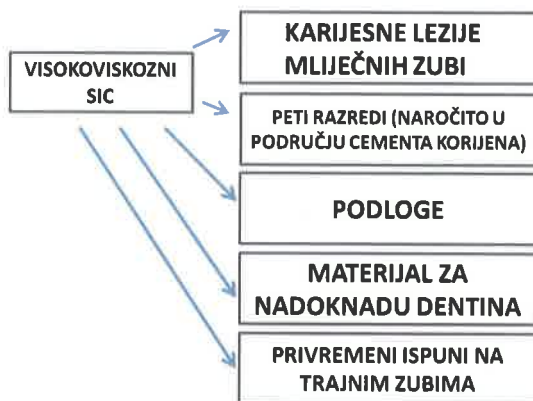 VISOKOVISKOZNI
SIC
KARIJESNE LEZIJE
MLIJEČNIH ZUBI
PETI RAZREDI (NAROČITO U
PODRUČJU CEMENTA KORIJENA)
PODLOGE
MATERIJAL ZA
NADOKNADU DENTINA
PRIVREMENI ISPUNI NA
TRAJNIM ZUBIMA